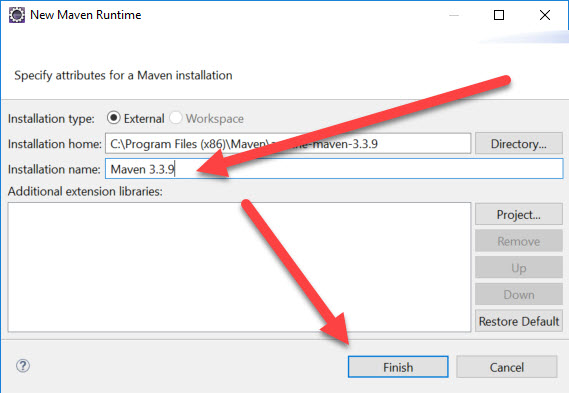 New Maven Runtime
Specify attributes for a Maven installation
Installation type: External Workspace
Installation home: C:\Program Files (x86)\Maven\ he-maven-3.3.9 Directory...
Installation name: Maven 3.3.9
Additional extension libraries:
Project...
Remove
Up
Down
Restore Default
? Finish Cancel